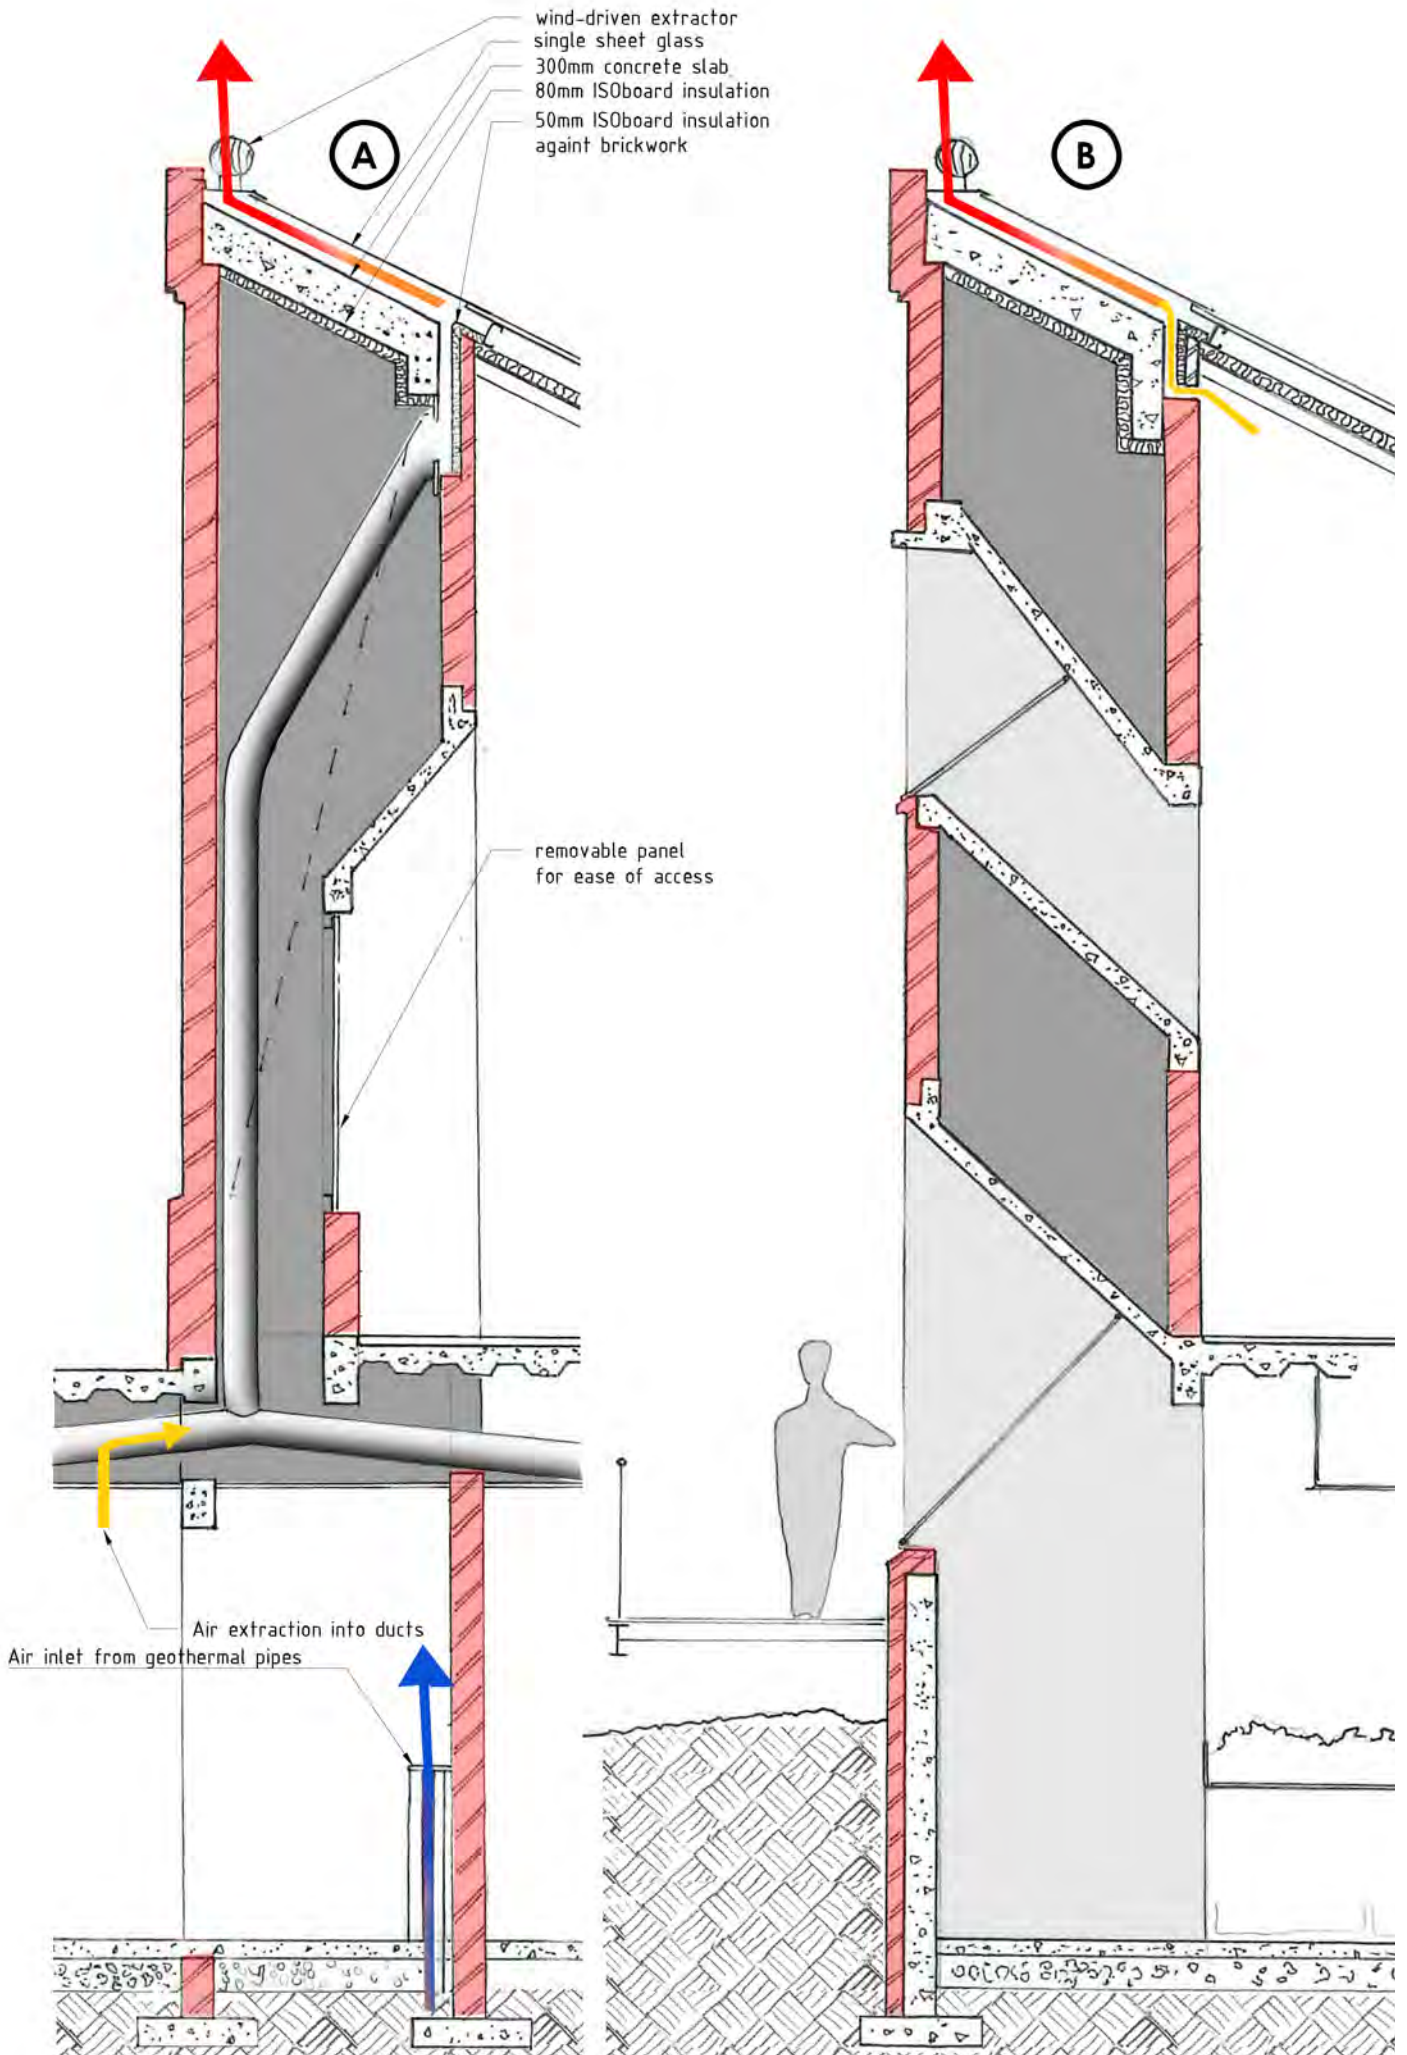 wind-driven extractor
single sheet glass
300mm concrete slab
80mm ISOboard insulation
50mm ISOboard insulation
againt brickwork
A
B
removable panel
for ease of access
Air extraction into ducts
Air inlet from geothermal pipes